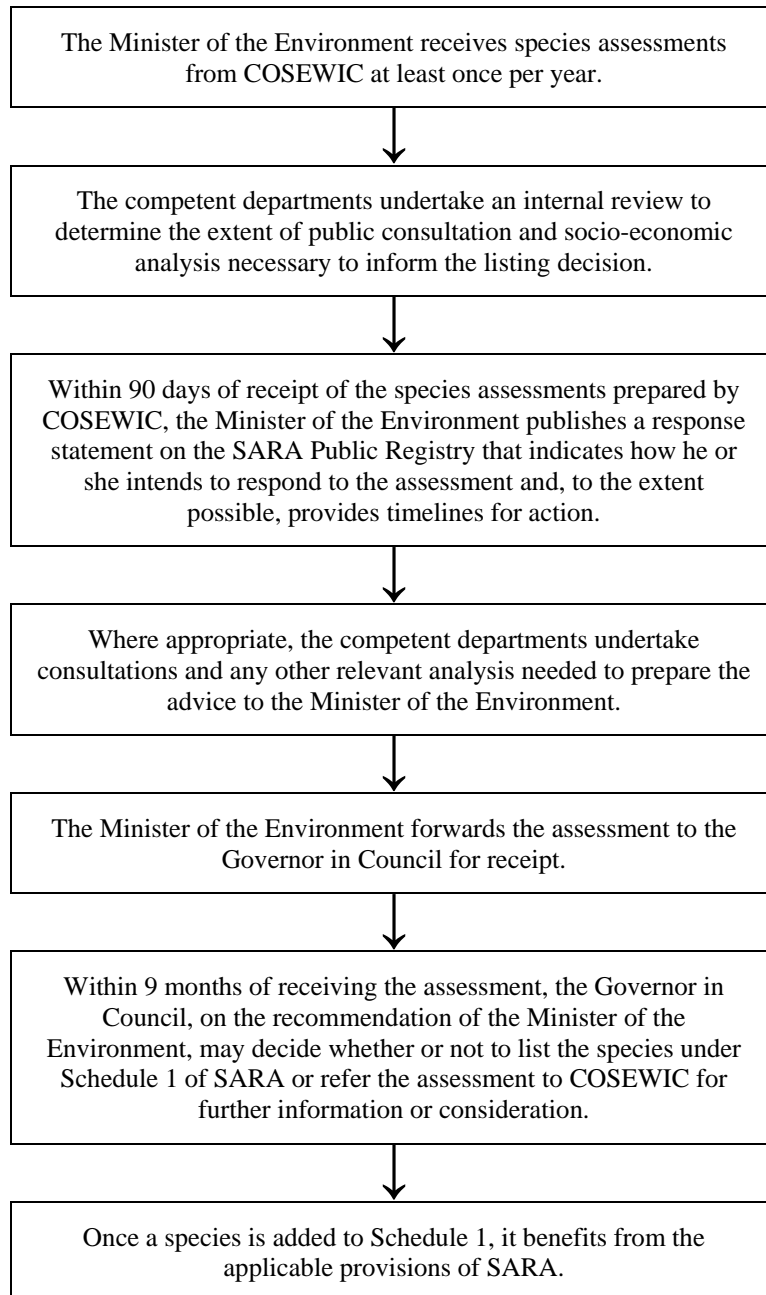 The Minister of the Environment receives species assessments
from COSEWIC at least once per year.
The competent departments undertake an internal review to
determine the extent of public consultation and socio-economic
analysis necessary to inform the listing decision.
Within 90 days of receipt of the species assessments prepared by
COSEWIC, the Minister of the Environment publishes a response
statement on the SARA Public Registry that indicates how he or
she intends to respond to the assessment and, to the extent
possible, provides timelines for action.
Where appropriate, the competent departments undertake
consultations and any other relevant analysis needed to prepare the
advice to the Minister of the Environment.
The Minister of the Environment forwards the assessment to the
Governor in Council for receipt.
Within 9 months of receiving the assessment, the Governor in
Council, on the recommendation of the Minister of the
Environment, may decide whether or not to list the species under
Schedule 1 of SARA or refer the assessment to COSEWIC for
further information or consideration.
Once a species is added to Schedule 1, it benefits from the
applicable provisions of SARA.